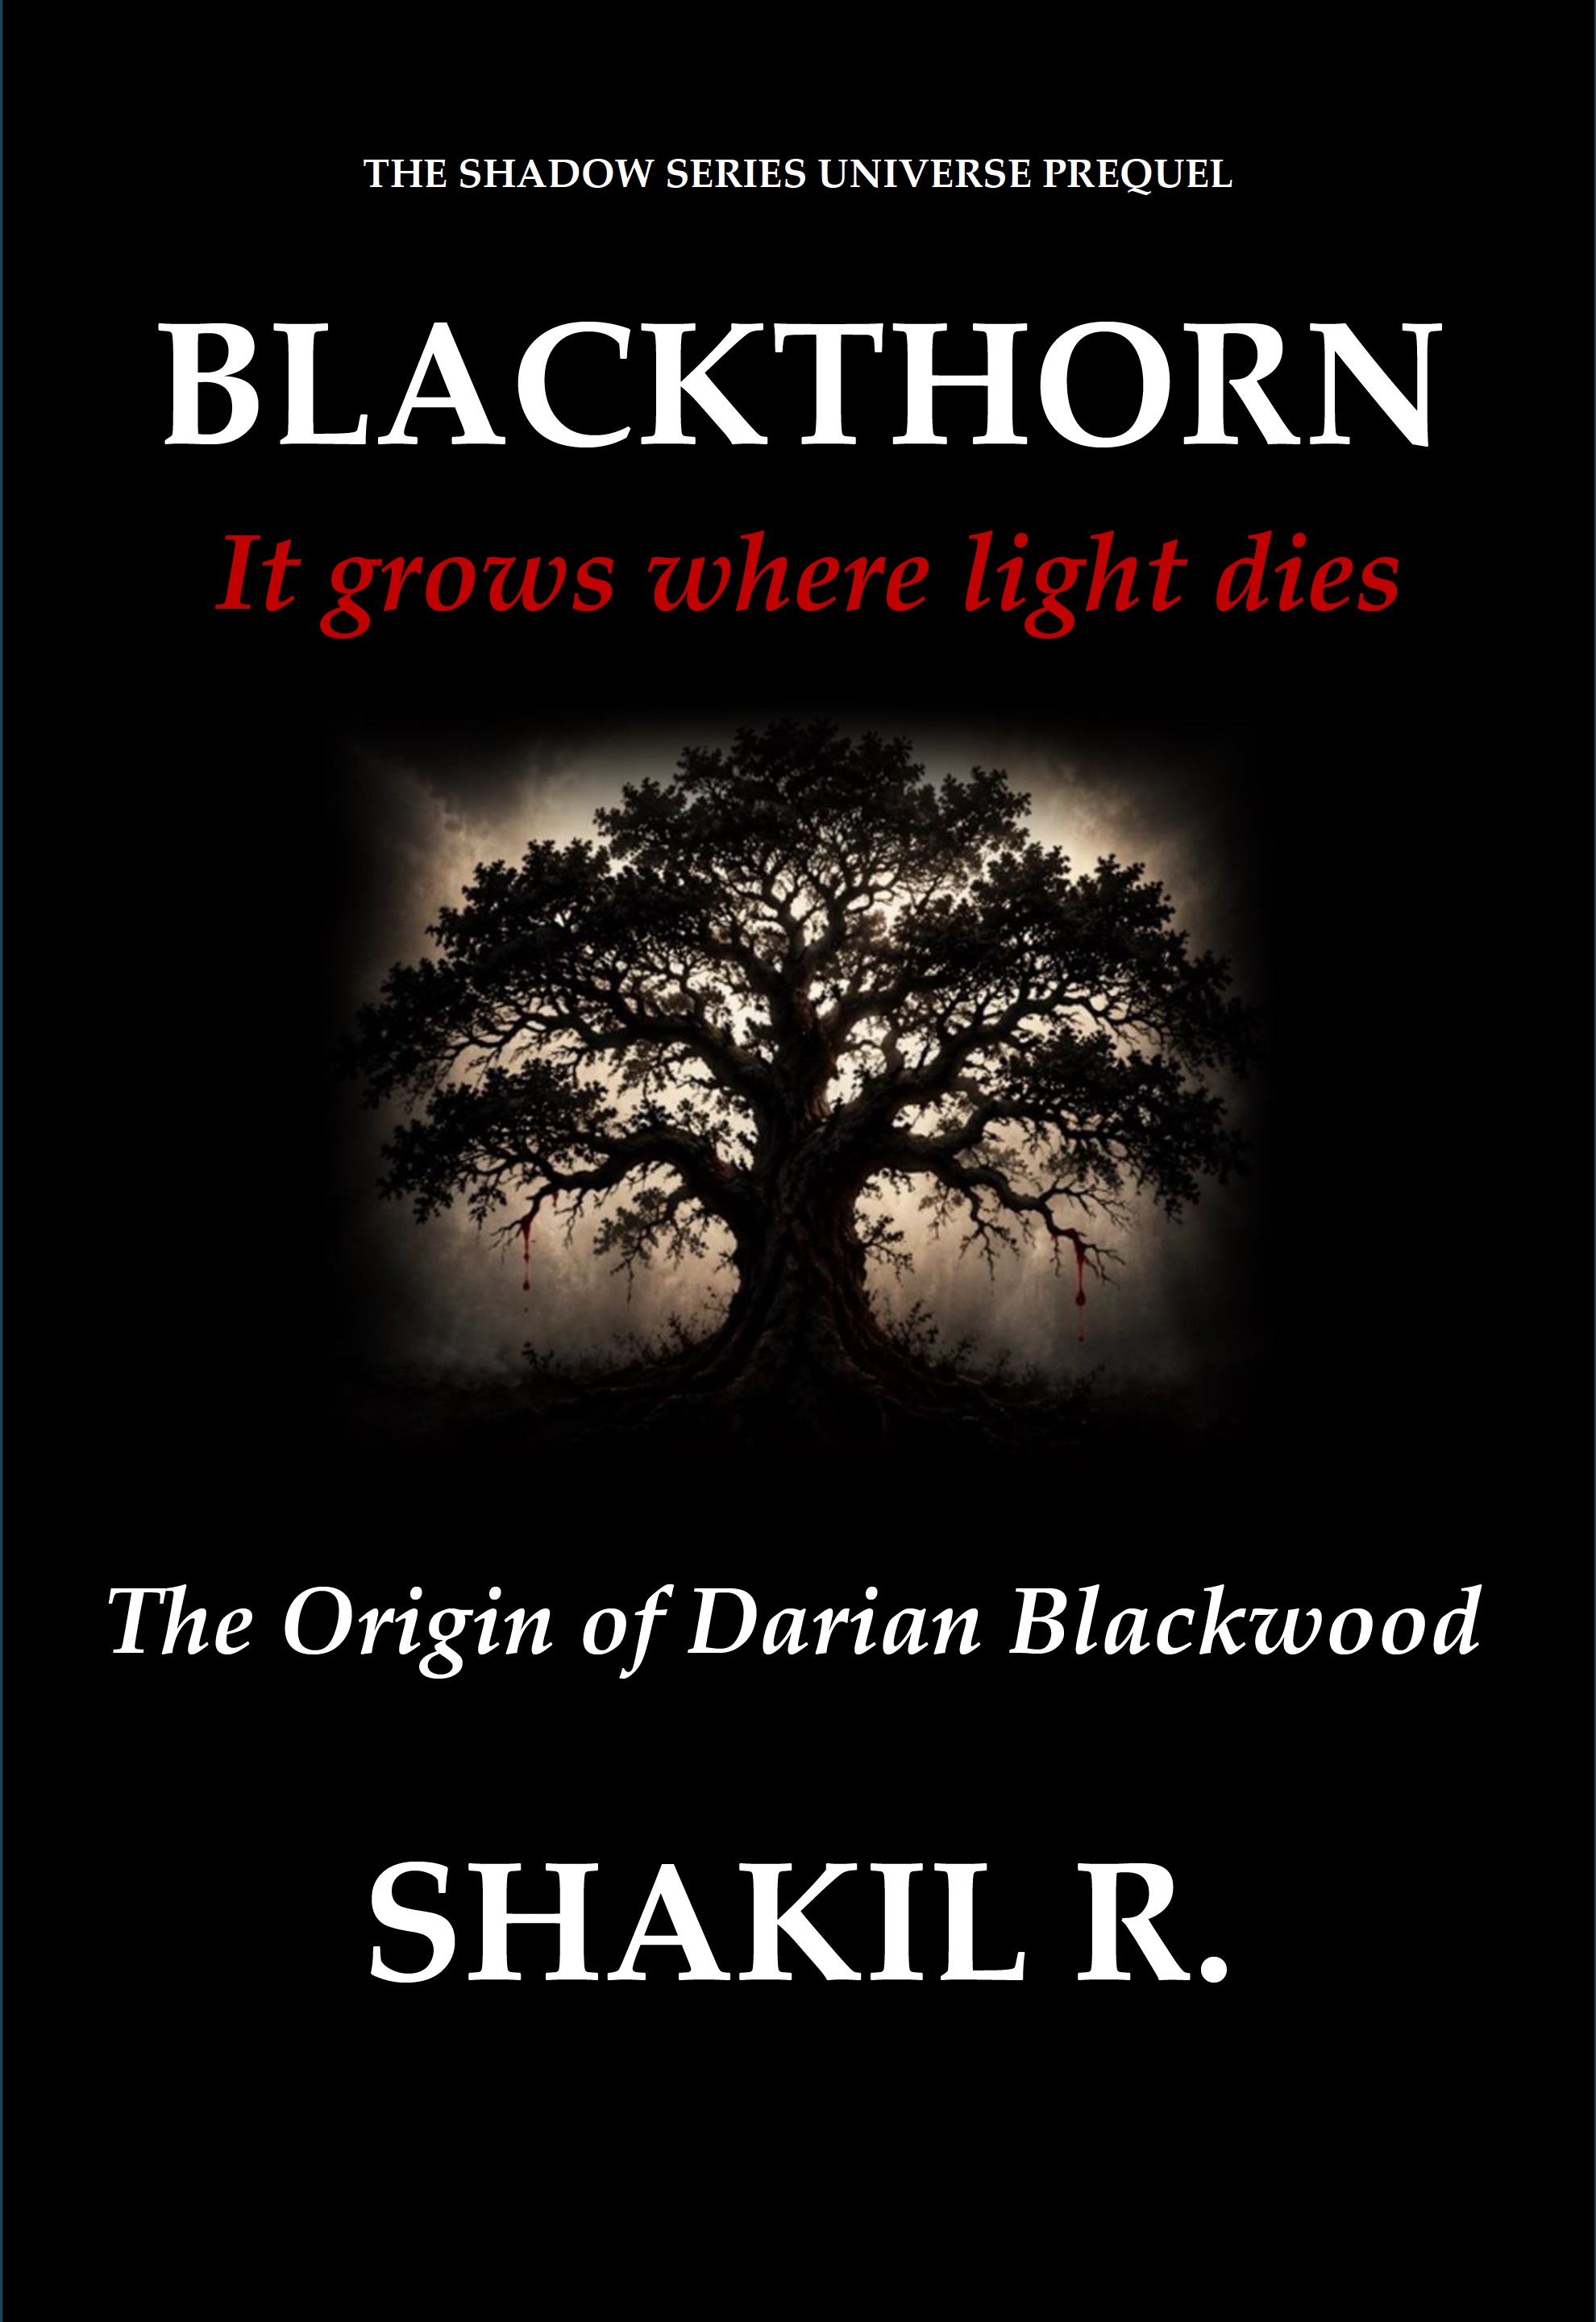 THE SHADOW SERIES UNIVERSE PREQUEL
BLACKTHORN
It grows where light dies
The Origin of Darian Blackwood
SHAKIL R.